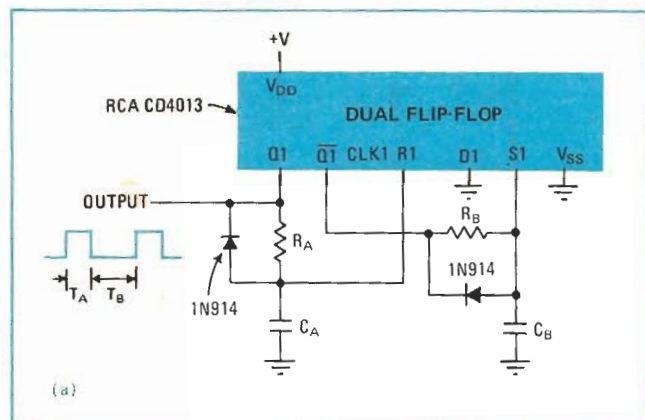 +V
V_DD
RCA CD4013
DUAL FLIP-FLOP
Q1 Q̅1̅ CLK1 R1 D1 S1 V_SS
OUTPUT
R_A
R_B
1N914
T_A T_B
1N914
C_A
C_B
(a)